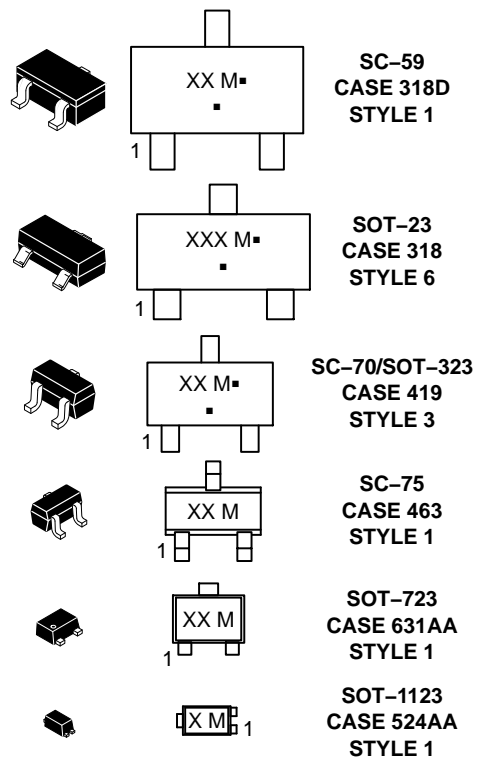 XX M▪
▪
1
SC−59
CASE 318D
STYLE 1
XXX M▪
▪
1
SOT−23
CASE 318
STYLE 6
XX M▪
▪
1
SC−70/SOT−323
CASE 419
STYLE 3
XX M
1
SC−75
CASE 463
STYLE 1
XX M
1
SOT−723
CASE 631AA
STYLE 1
X M
1
SOT−1123
CASE 524AA
STYLE 1